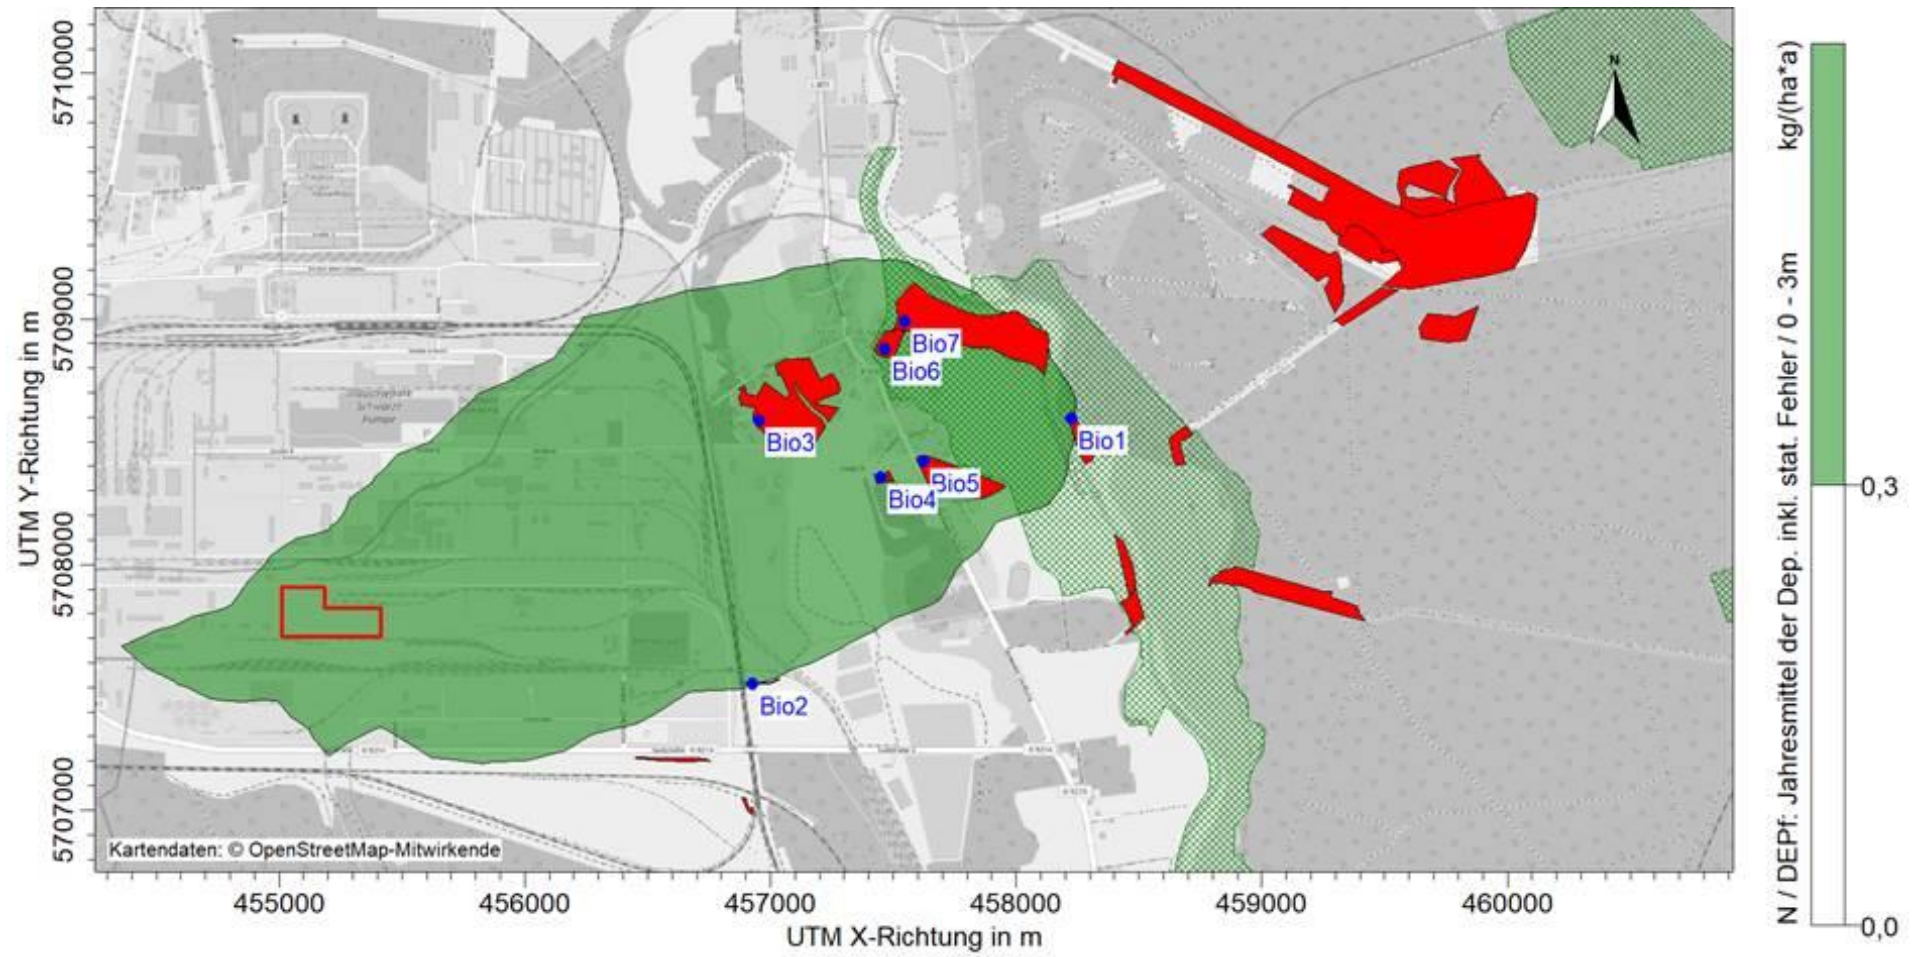 N
UTM Y-Richtung in m
5710000
5709000
5708000
5707000
Bio7
Bio6
Bio3
Bio1
Bio5
Bio4
Bio2
Kartendaten: © OpenStreetMap-Mitwirkende
455000
456000
457000
458000
459000
460000
UTM X-Richtung in m
N / DEPf: Jahresmittel der Dep. inkl. stat. Fehler / 0 - 3m kg/(ha*a)
0,3
0,0